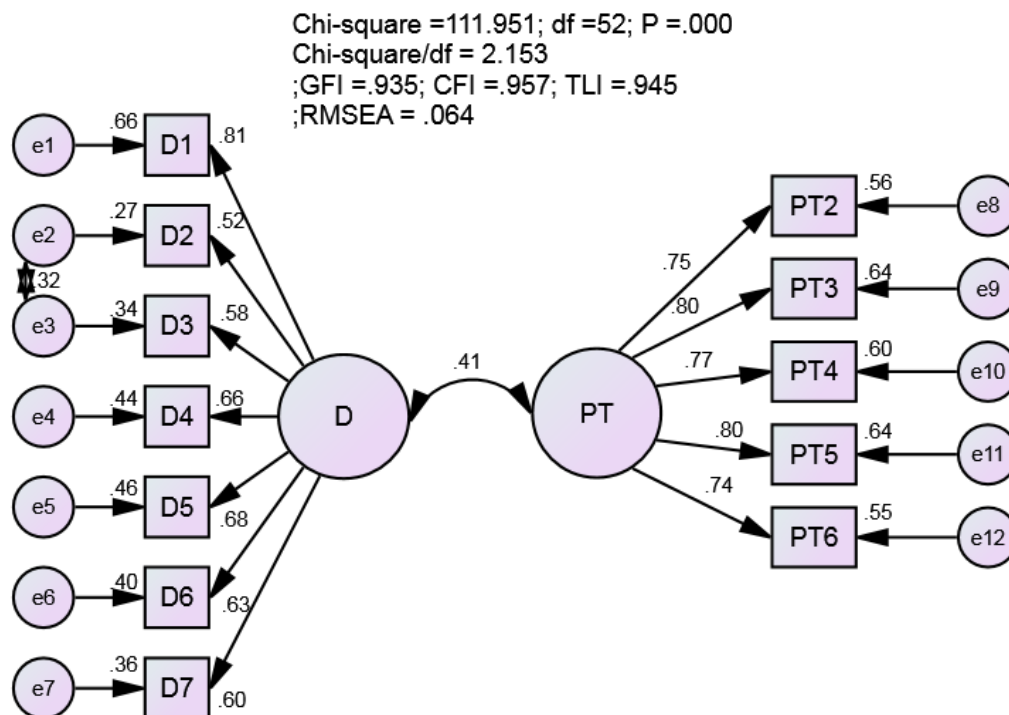 Chi-square =111.951; df =52; P =.000
Chi-square/df = 2.153
;GFI =.935; CFI =.957; TLI =.945
;RMSEA = .064
e1 .66 D1 .81
e2 .27 D2 .52
.32
e3 .34 D3 .58
e4 .44 D4 .66
e5 .46 D5 .68
e6 .40 D6 .63
e7 .36 D7 .60
D .41 PT
.75 PT2 .56 e8
.80 PT3 .64 e9
.77 PT4 .60 e10
.80 PT5 .64 e11
.74 PT6 .55 e12